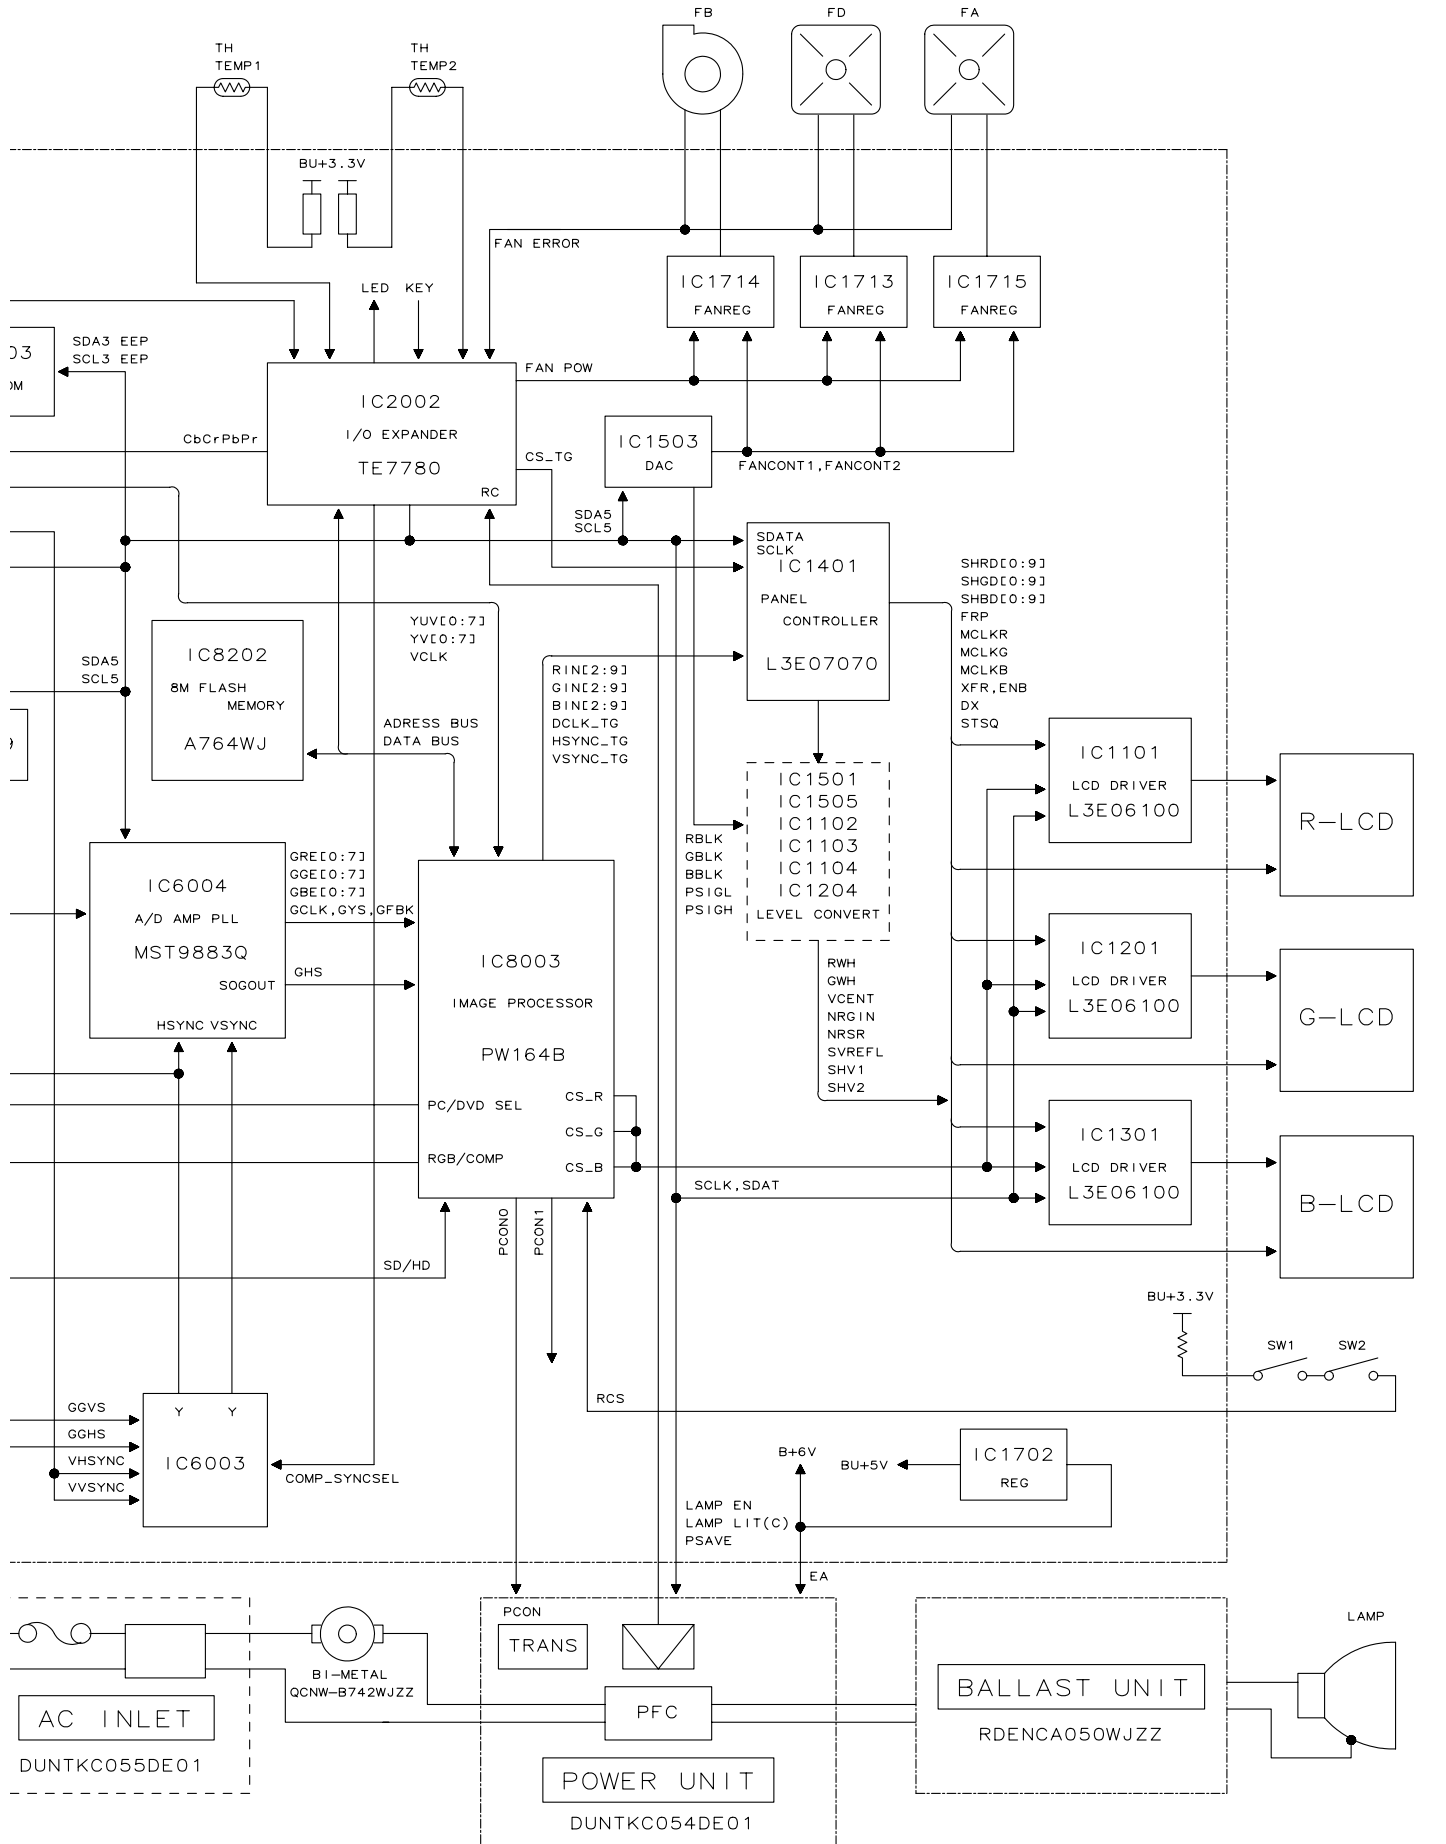 FB
FD
FA
TH
TEMP1
TH
TEMP2
BU+3.3V
FAN ERROR
IC1714
FANREG
IC1713
FANREG
IC1715
FANREG
LED
KEY
03
OM
SDA3 EEP
SCL3 EEP
FAN POW
IC2002
I/O EXPANDER
TE7780
RC
CbCrPbPr
CS_TG
IC1503
DAC
FANCONT1,FANCONT2
SDA5
SCL5
SDATA
SCLK
IC1401
PANEL
CONTROLLER
L3E07070
SHRD[0:9]
SHGD[0:9]
SHBD[0:9]
FRP
MCLKR
MCLKG
MCLKB
XFR,ENB
DX
STSQ
YUV[0:7]
YV[0:7]
VCLK
SDA5
SCL5
IC8202
8M FLASH
MEMORY
A764WJ
RIN[2:9]
GIN[2:9]
BIN[2:9]
DCLK_TG
HSYNC_TG
VSYNC_TG
ADRESS BUS
DATA BUS
9
IC1501
IC1505
IC1102
IC1103
IC1104
IC1204
LEVEL CONVERT
IC1101
LCD DRIVER
L3E06100
R-LCD
RBLK
GBLK
BBLK
PSIGL
PSIGH
GRE[0:7]
GGE[0:7]
GBE[0:7]
GCLK,GYS,GFBK
IC6004
A/D AMP PLL
MST9883Q
SOGOUT
HSYNC VSYNC
GHS
IC8003
IMAGE PROCESSOR
PW164B
PC/DVD SEL
RGB/COMP
CS_R
CS_G
CS_B
RWH
GWH
VCENT
NRGIN
NRSR
SVREFL
SHV1
SHV2
IC1201
LCD DRIVER
L3E06100
G-LCD
IC1301
LCD DRIVER
L3E06100
B-LCD
SCLK,SDAT
PCON0
PCON1
SD/HD
BU+3.3V
SW1
SW2
RCS
GGVS
GGHS
VHSYNC
VVSYNC
Y
Y
IC6003
COMP_SYNCSEL
B+6V
BU+5V
IC1702
REG
LAMP EN
LAMP LIT(C)
PSAVE
EA
PCON
TRANS
BI-METAL
QCNW-B742WJZZ
PFC
LAMP
AC INLET
DUNTKC055DE01
POWER UNIT
DUNTKC054DE01
BALLAST UNIT
RDENCA050WJZZ